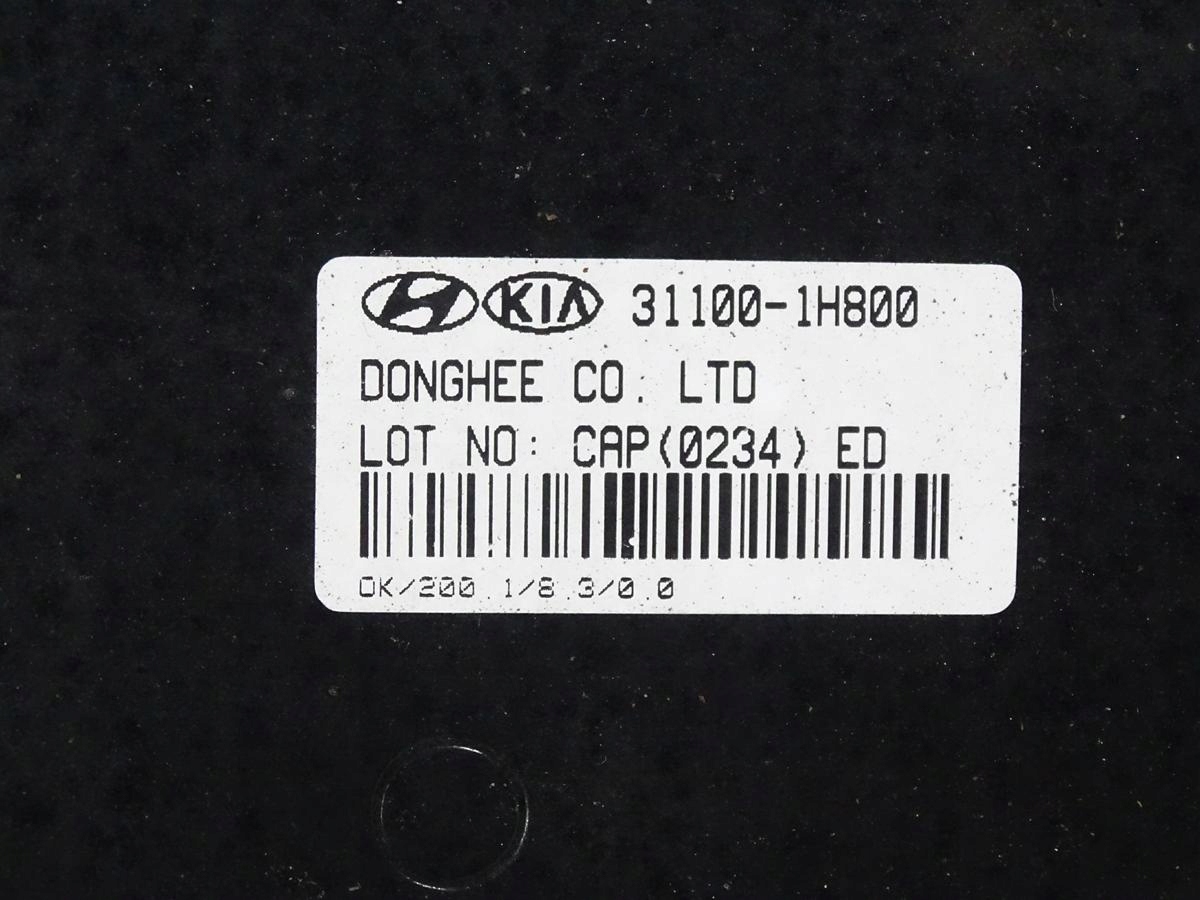 KIA 31100-1H800
DONGHEE CO. LTD
LOT NO: CAP(0234) ED
OK/200 1/8.3/0.0